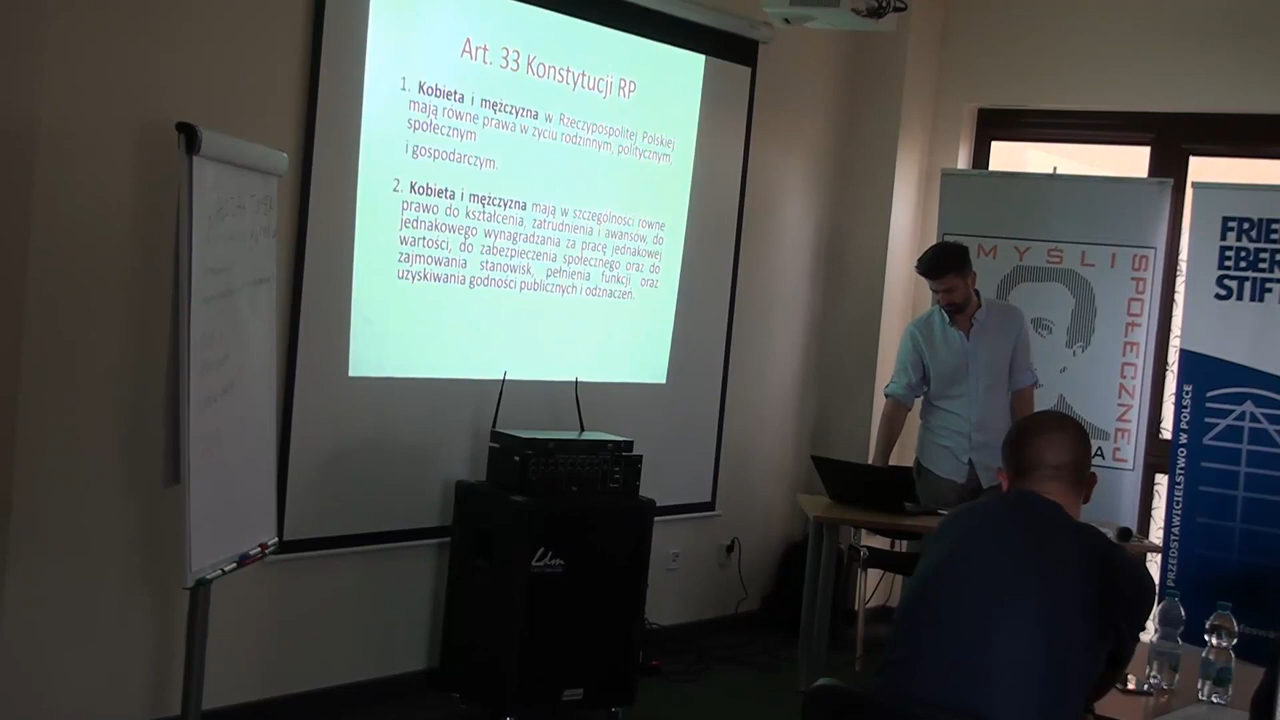 Art. 33 Konstytucji RP
1. Kobieta i mężczyzna w Rzeczypospolitej Polskiej
mają równe prawa w życiu rodzinnym, politycznym,
społecznym
i gospodarczym.
2. Kobieta i mężczyzna mają w szczególności równe
prawo do kształcenia, zatrudnienia i awansów, do
jednakowego wynagradzania za pracę jednakowej
wartości, do zabezpieczenia społecznego oraz do
zajmowania stanowisk, pełnienia funkcji oraz
uzyskiwania godności publicznych i odznaczeń.
MYŚLI
SPOŁECZNEJ
A
FRIE
EBER
STIF
PRZEDSTAWICIELSTWO W POLSCE
Ldm